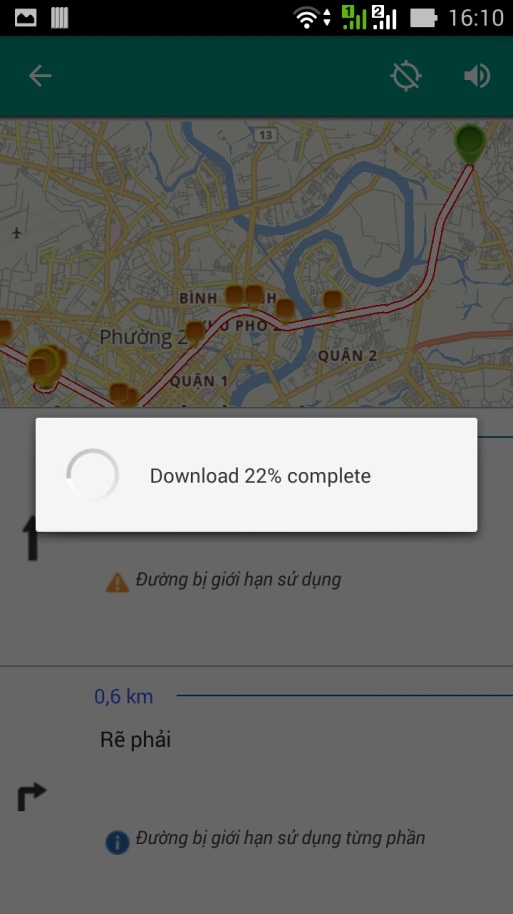 1 2 16:10
13
BÌNH
Phường 2
QUẬN 2
QUẬN 1
Download 22% complete
Đường bị giới hạn sử dụng
0,6 km
Rẽ phải
Đường bị giới hạn sử dụng từng phần